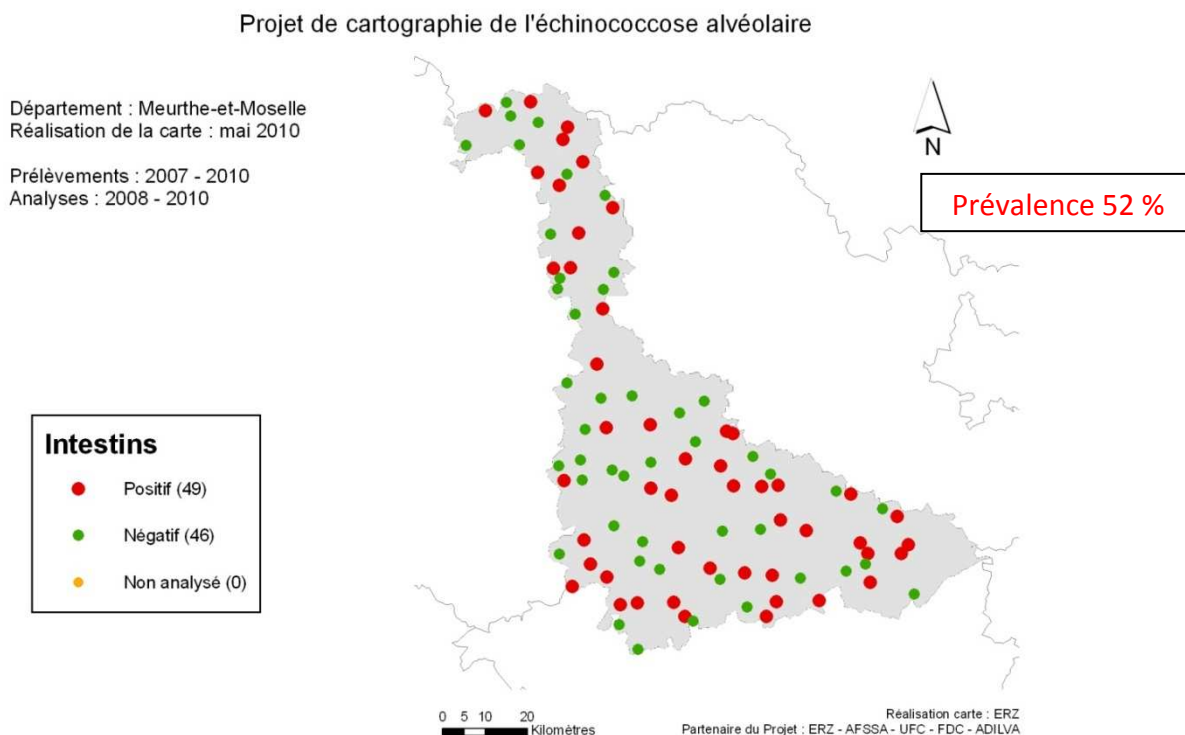 Projet de cartographie de l'échinococcose alvéolaire
Département : Meurthe-et-Moselle
Réalisation de la carte : mai 2010
Prélèvements : 2007 - 2010
Analyses : 2008 - 2010
N
Prévalence 52 %
Intestins
Positif (49)
Négatif (46)
Non analysé (0)
0 5 10 20
Kilomètres
Réalisation carte : ERZ
Partenaire du Projet : ERZ - AFSSA - UFC - FDC - ADILVA